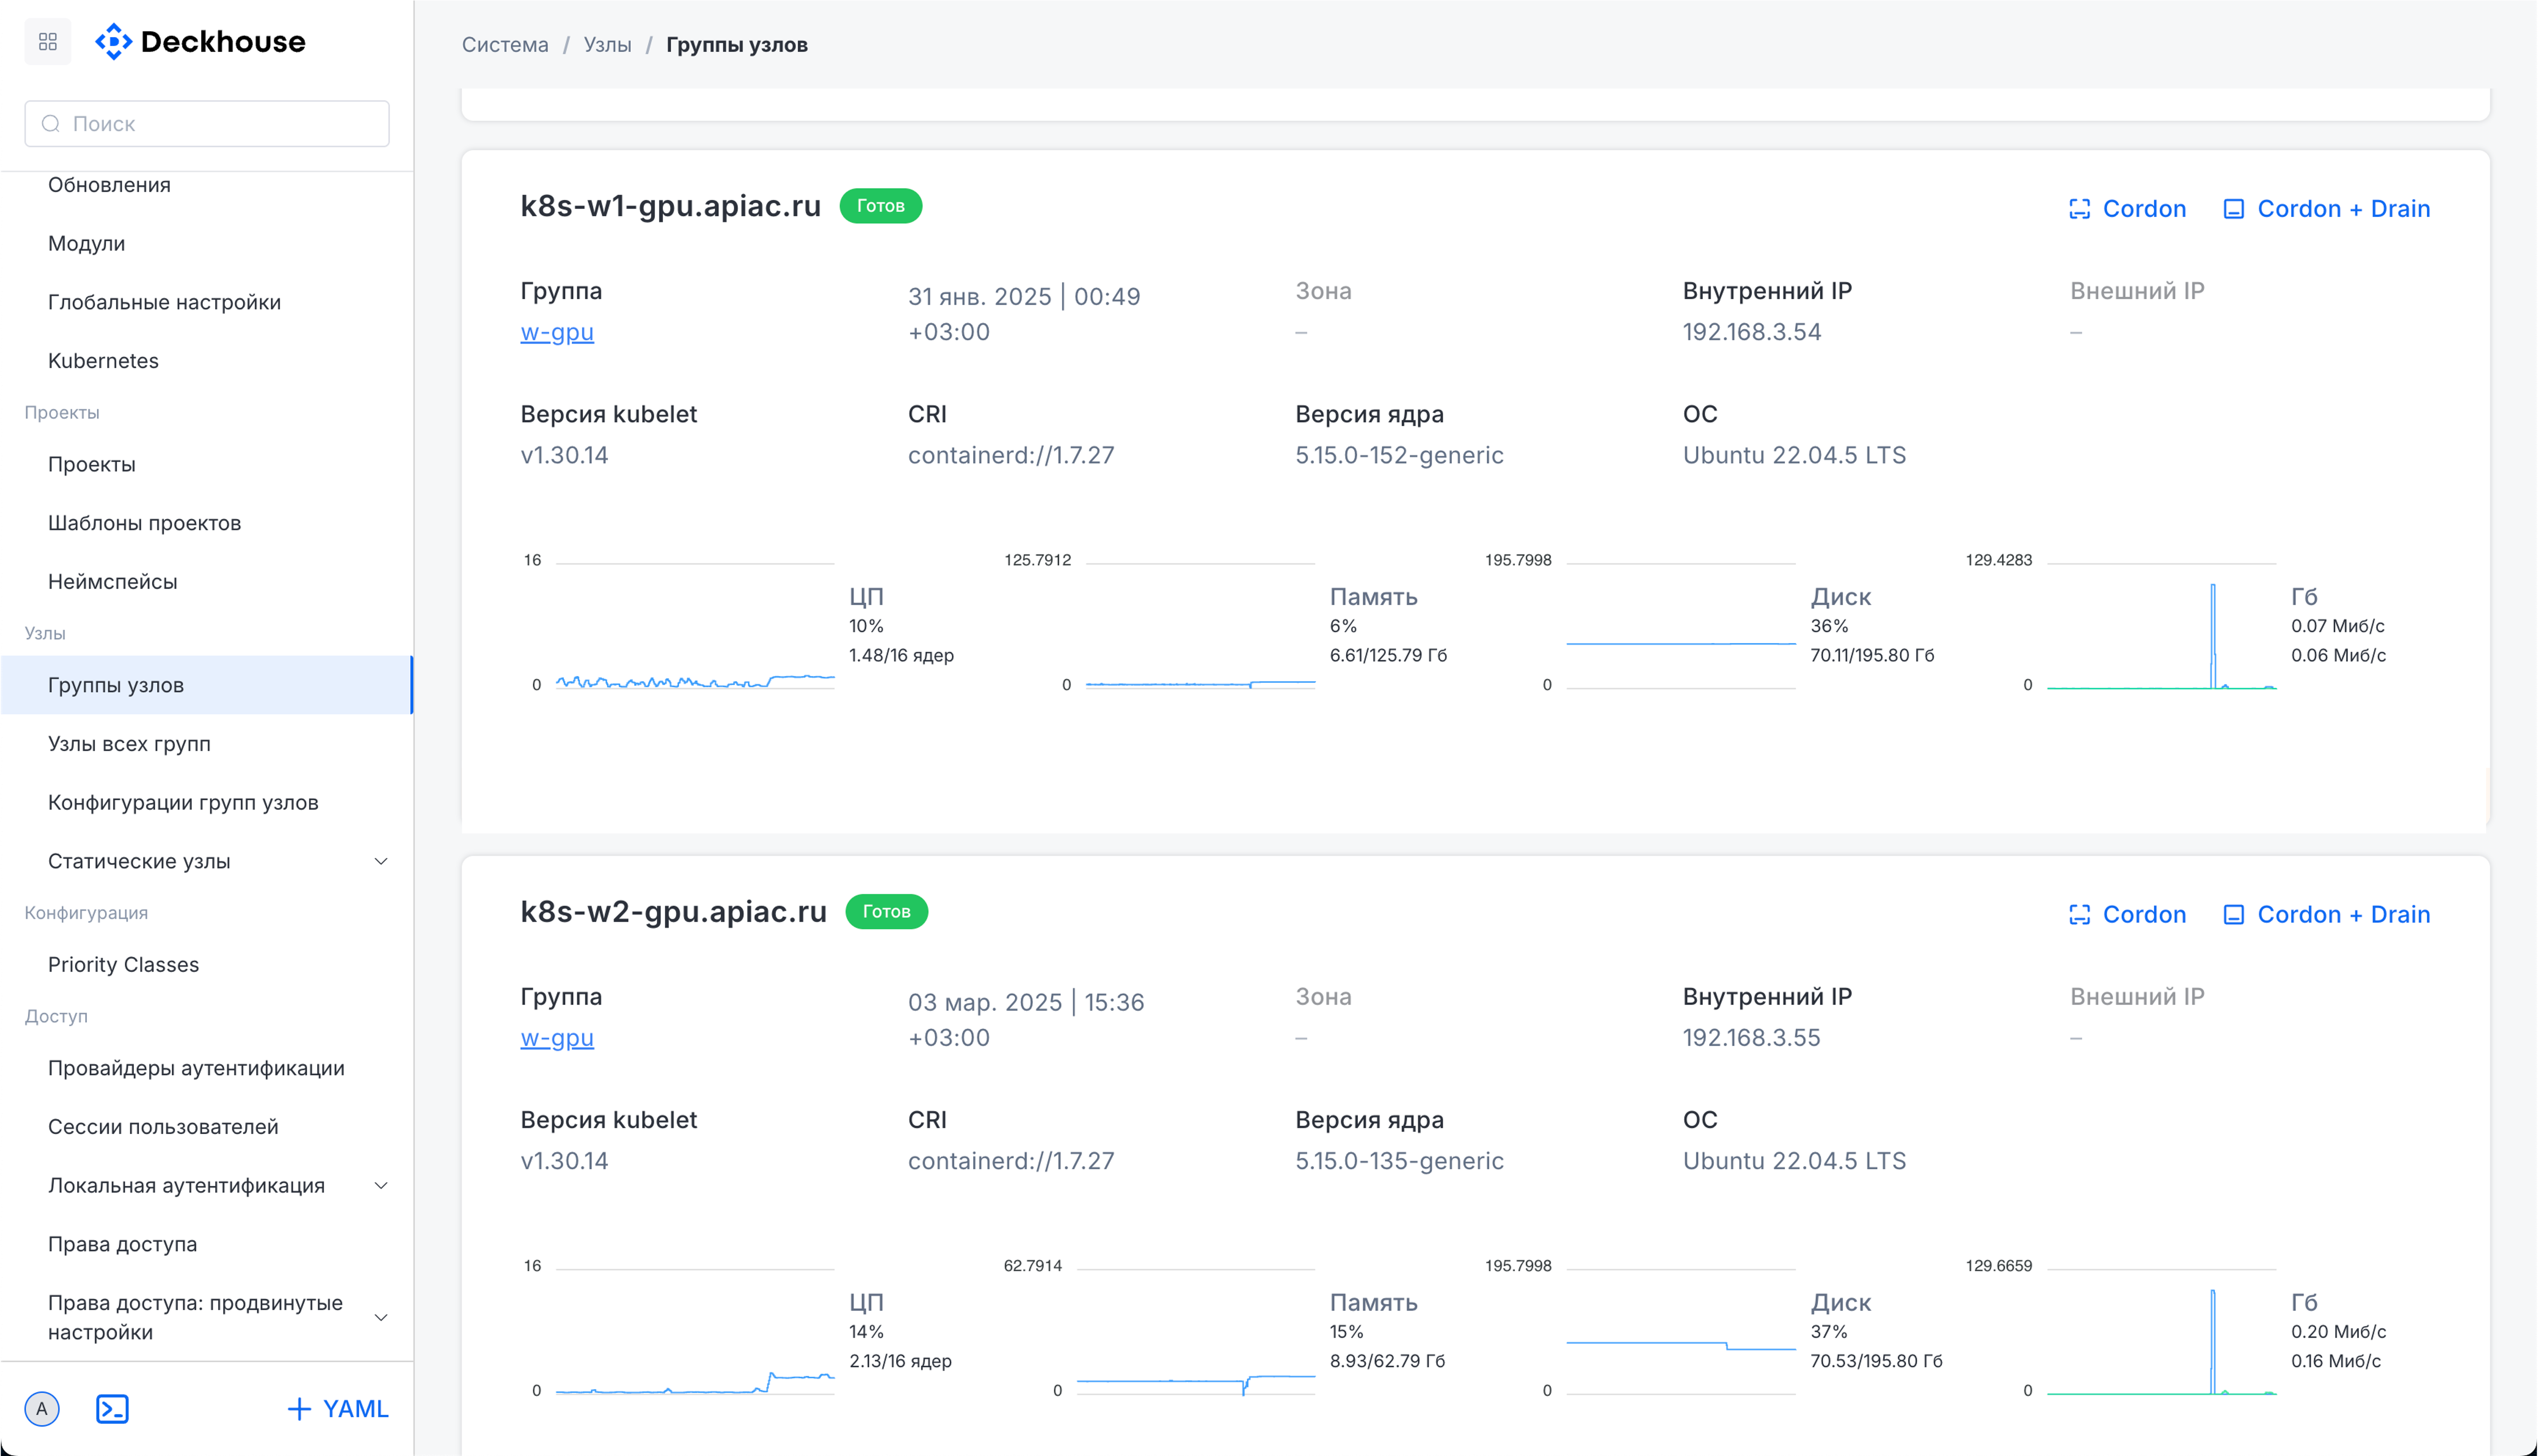 Deckhouse
Поиск
Обновления
Модули
Глобальные настройки
Kubernetes
Проекты
Проекты
Шаблоны проектов
Неймспейсы
Узлы
Группы узлов
Узлы всех групп
Конфигурации групп узлов
Статические узлы
Конфигурация
Priority Classes
Доступ
Провайдеры аутентификации
Сессии пользователей
Локальная аутентификация
Права доступа
Права доступа: продвинутые
настройки
A
YAML
Система / Узлы / Группы узлов
k8s-w1-gpu.apiac.ru Готов
Cordon Cordon + Drain
Группа
w-gpu
31 янв. 2025 | 00:49
+03:00
Зона
–
Внутренний IP
192.168.3.54
Внешний IP
–
Версия kubelet
v1.30.14
CRI
containerd://1.7.27
Версия ядра
5.15.0-152-generic
ОС
Ubuntu 22.04.5 LTS
16
0
ЦП
10%
1.48/16 ядер
125.7912
0
Память
6%
6.61/125.79 Гб
195.7998
0
Диск
36%
70.11/195.80 Гб
129.4283
0
Гб
0.07 Миб/с
0.06 Миб/с
k8s-w2-gpu.apiac.ru Готов
Cordon Cordon + Drain
Группа
w-gpu
03 мар. 2025 | 15:36
+03:00
Зона
–
Внутренний IP
192.168.3.55
Внешний IP
–
Версия kubelet
v1.30.14
CRI
containerd://1.7.27
Версия ядра
5.15.0-135-generic
ОС
Ubuntu 22.04.5 LTS
16
0
ЦП
14%
2.13/16 ядер
62.7914
0
Память
15%
8.93/62.79 Гб
195.7998
0
Диск
37%
70.53/195.80 Гб
129.6659
0
Гб
0.20 Миб/с
0.16 Миб/с